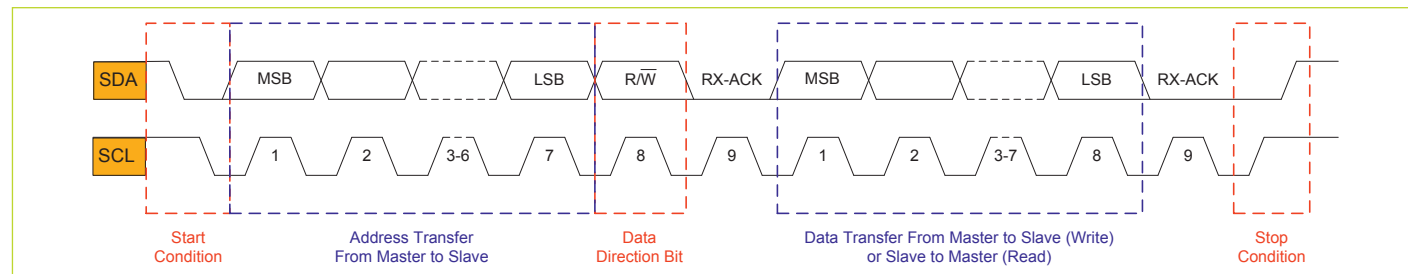 SDA MSB LSB R/W̅ RX-ACK MSB LSB RX-ACK
SCL 1 2 3-6 7 8 9 1 2 3-7 8 9
Start
Condition
Address Transfer
From Master to Slave
Data
Direction Bit
Data Transfer From Master to Slave (Write)
or Slave to Master (Read)
Stop
Condition